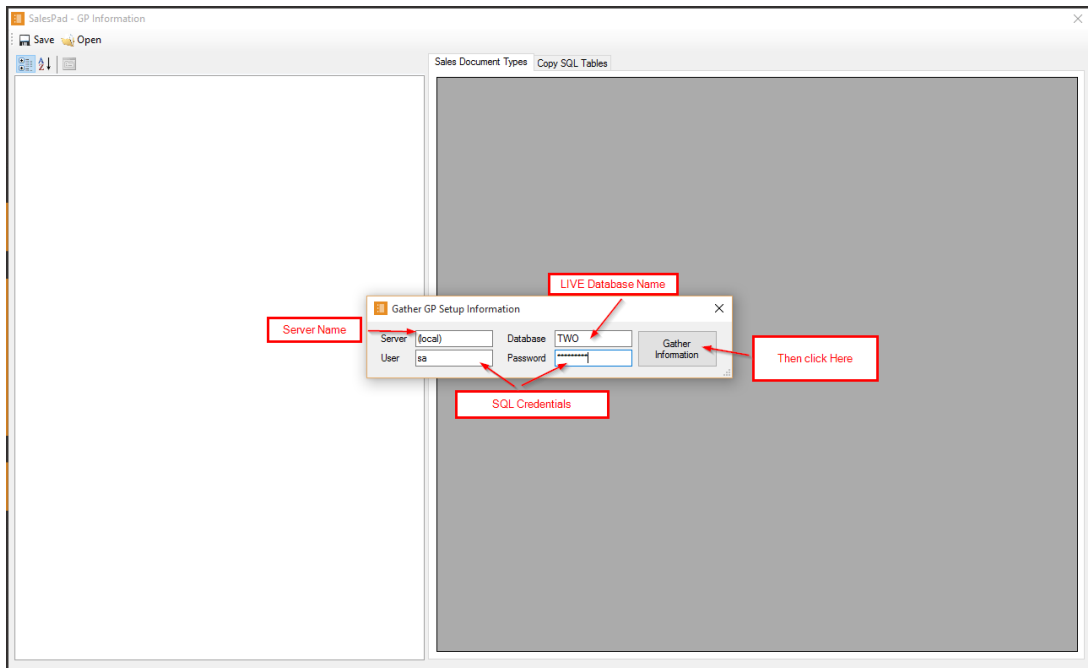 SalesPad - GP Information
Save Open
Sales Document Types Copy SQL Tables
LIVE Database Name
Gather GP Setup Information
Server Name
Server (local) Database TWO
Gather
Information
User sa Password *********
Then click Here
SQL Credentials